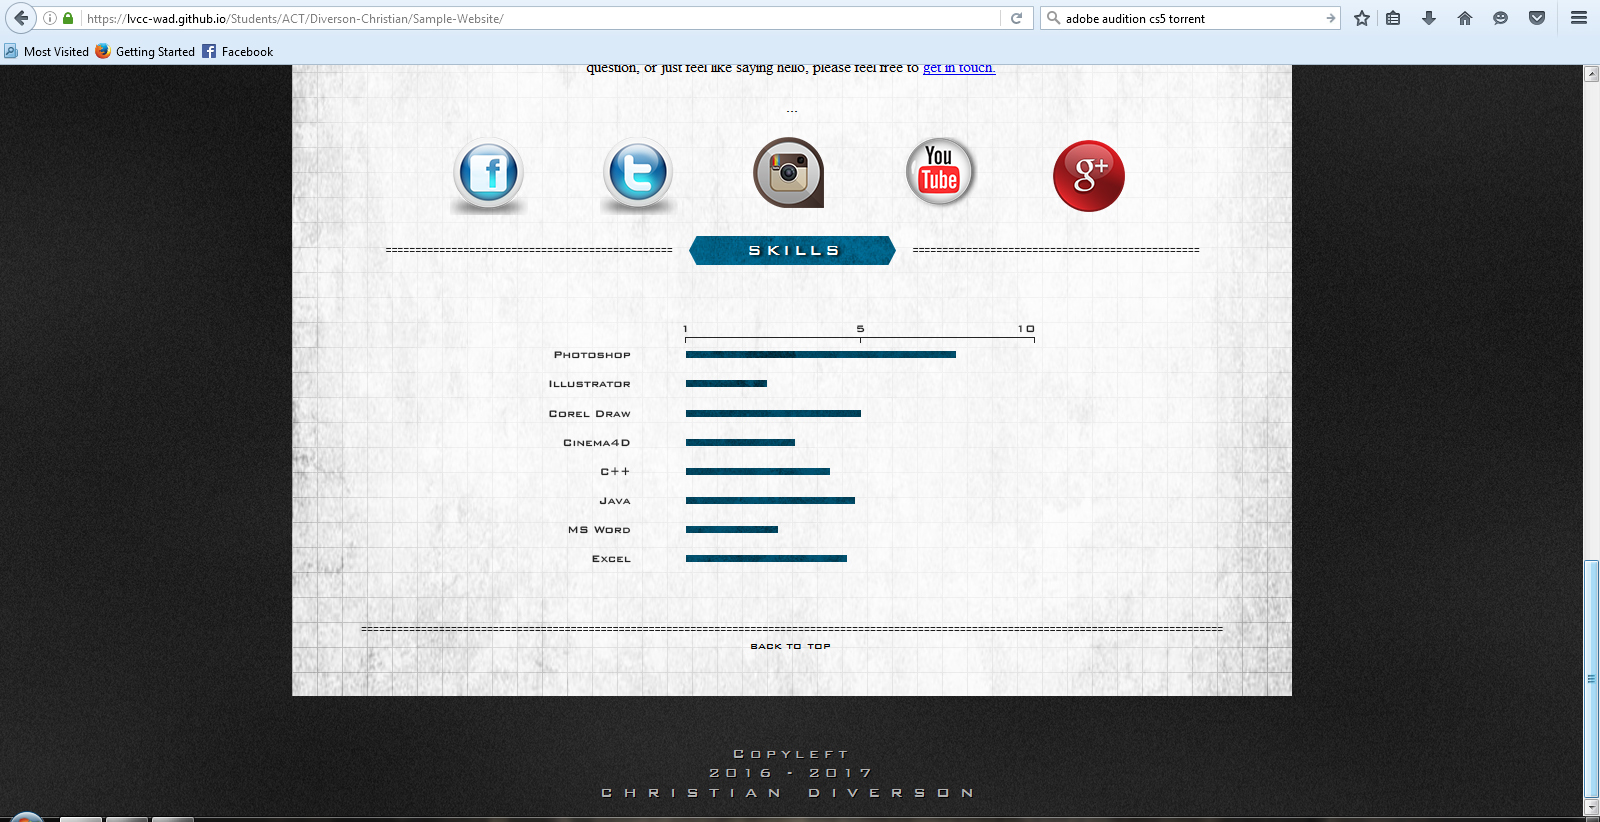 https://lvcc-wad.github.io/Students/ACT/Diverson-Christian/Sample-Website/
adobe audition cs5 torrent
Most Visited Getting Started Facebook
question, or just feel like saying hello, please feel free to get in touch.
...
f t You Tube g+
================================================ SKILLS ================================================
1 5 10
Photoshop
Illustrator
Corel Draw
Cinema4D
C++
Java
MS Word
Excel
================================================================================================================================================
BACK TO TOP
Copyleft
2016 - 2017
CHRISTIAN DIVERSON